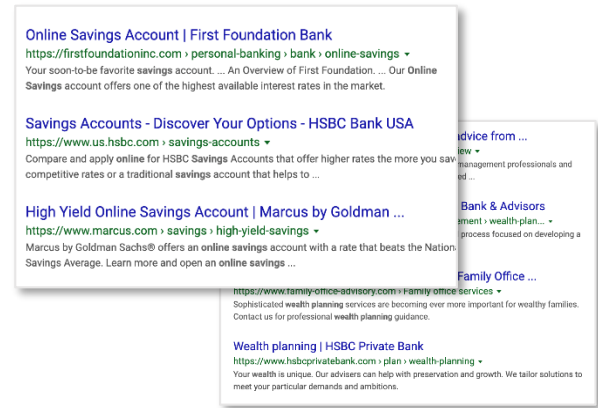 Online Savings Account | First Foundation Bank
https://firstfoundationinc.com › personal-banking › bank › online-savings
Your soon-to-be favorite savings account. ... An Overview of First Foundation. ... Our Online
Savings account offers one of the highest available interest rates in the market.
Savings Accounts - Discover Your Options - HSBC Bank USA
https://www.us.hsbc.com › savings-accounts
Compare and apply online for HSBC Savings Accounts that offer higher rates the more you sav
competitive rates or a traditional savings account that helps to ...
High Yield Online Savings Account | Marcus by Goldman ...
https://www.marcus.com › savings › high-yield-savings
Marcus by Goldman Sachs® offers an online savings account with a rate that beats the Nation
Savings Average. Learn more and open an online savings ...
advice from ...
iew
management professionals and
ed ...
Bank & Advisors
ement › wealth-plan...
process focused on developing a
Family Office ...
https://www.family-office-advisory.com › Family office services
Sophisticated wealth planning services are becoming ever more important for wealthy families.
Contact us for professional wealth planning guidance.
Wealth planning | HSBC Private Bank
https://www.hsbcprivatebank.com › plan › wealth-planning
Your wealth is unique. Our advisers can help with preservation and growth. We tailor solutions to
meet your particular demands and ambitions.